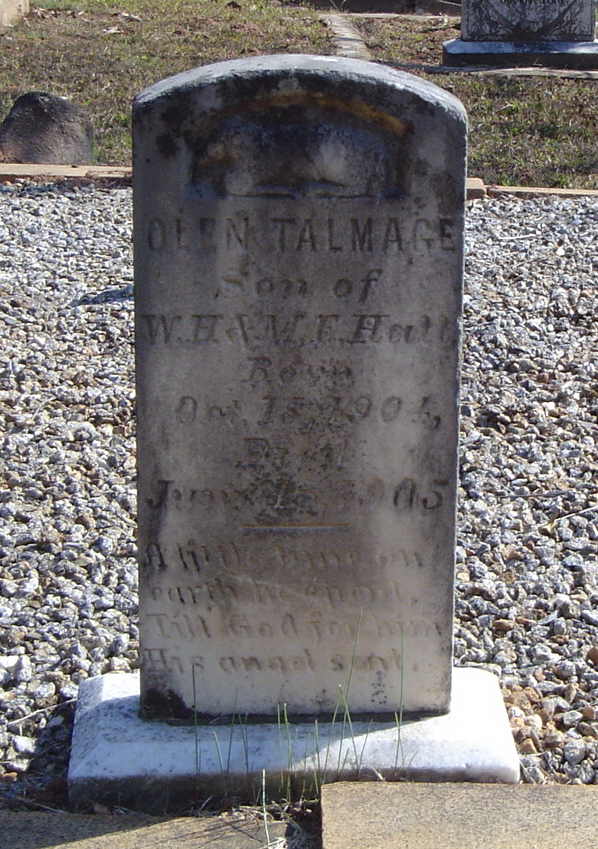 OLEN TALMAGE
Son of
W.H. & M.E. Hall
Born
Oct. 15, 1904,
Died
June 1905
A little time on
earth he spent,
Till God for him
His angel sent.